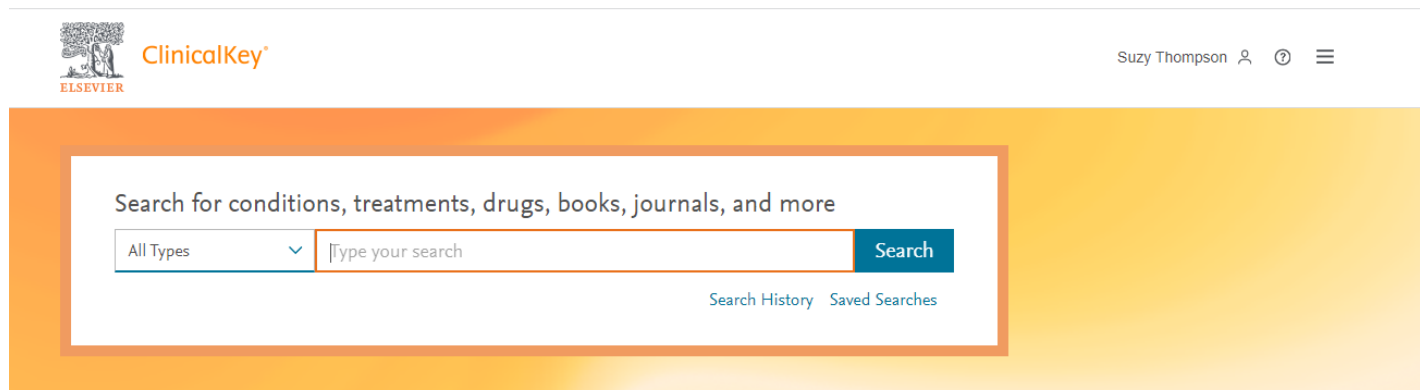 ELSEVIER
ClinicalKey®
Suzy Thompson
Search for conditions, treatments, drugs, books, journals, and more
All Types
Type your search
Search
Search History Saved Searches